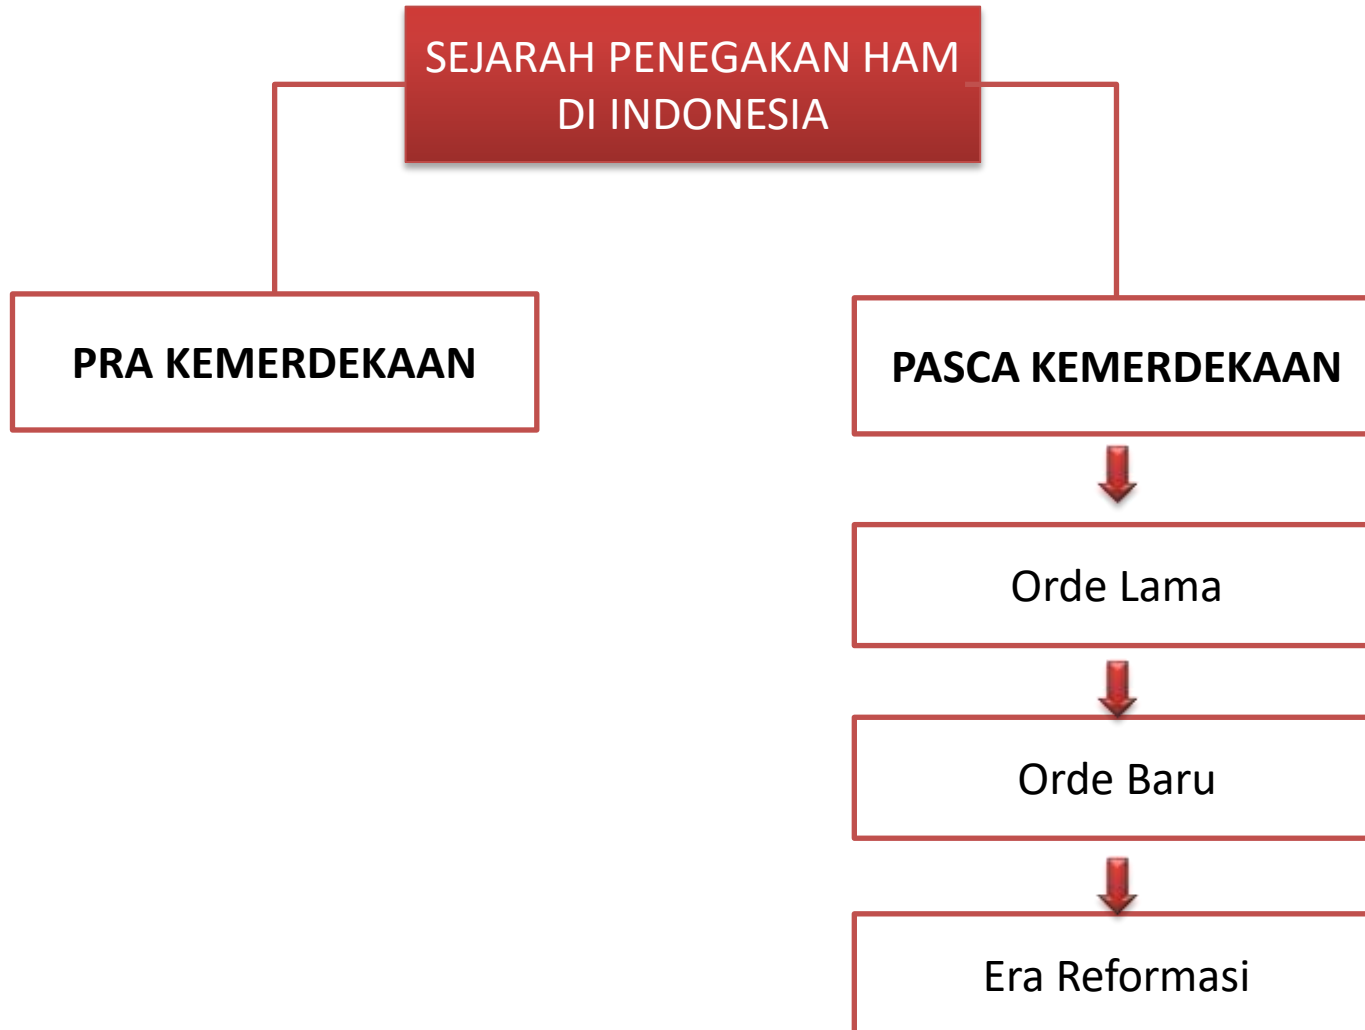 SEJARAH PENEGAKAN HAM
DI INDONESIA
PRA KEMERDEKAAN
PASCA KEMERDEKAAN
Orde Lama
Orde Baru
Era Reformasi